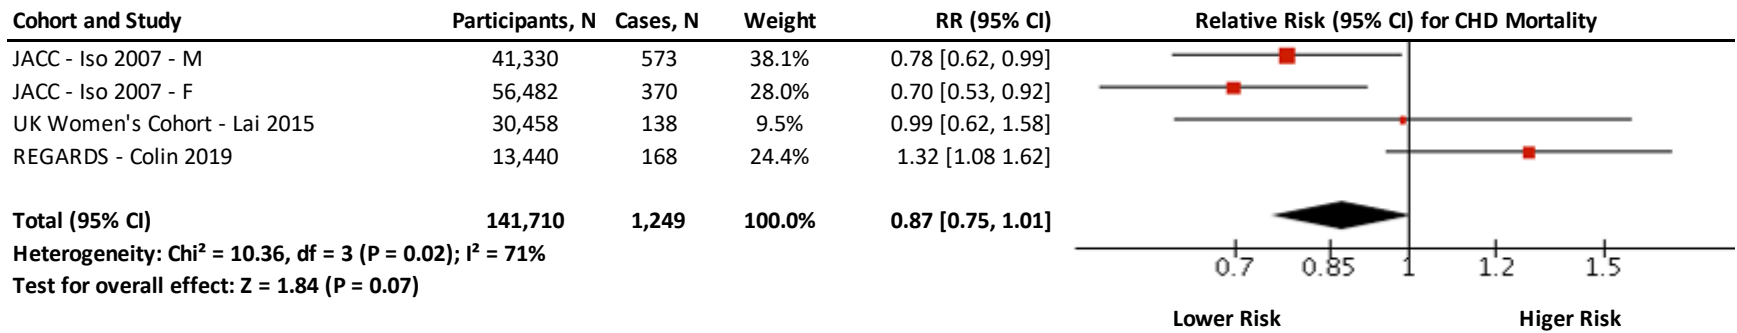 Cohort and Study Participants, N Cases, N Weight RR (95% CI) Relative Risk (95% CI) for CHD Mortality
JACC - Iso 2007 - M 41,330 573 38.1% 0.78 [0.62, 0.99]
JACC - Iso 2007 - F 56,482 370 28.0% 0.70 [0.53, 0.92]
UK Women's Cohort - Lai 2015 30,458 138 9.5% 0.99 [0.62, 1.58]
REGARDS - Colin 2019 13,440 168 24.4% 1.32 [1.08 1.62]
Total (95% CI) 141,710 1,249 100.0% 0.87 [0.75, 1.01]
Heterogeneity: Chi² = 10.36, df = 3 (P = 0.02); I² = 71%
Test for overall effect: Z = 1.84 (P = 0.07)
0.7 0.85 1 1.2 1.5
Lower Risk Higer Risk